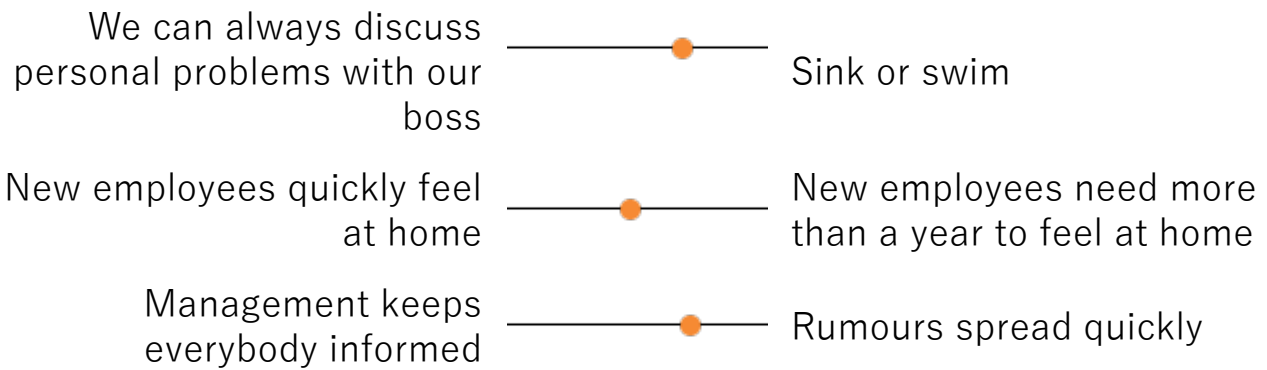 We can always discuss
personal problems with our
boss
Sink or swim
New employees quickly feel
at home
New employees need more
than a year to feel at home
Management keeps
everybody informed
Rumours spread quickly